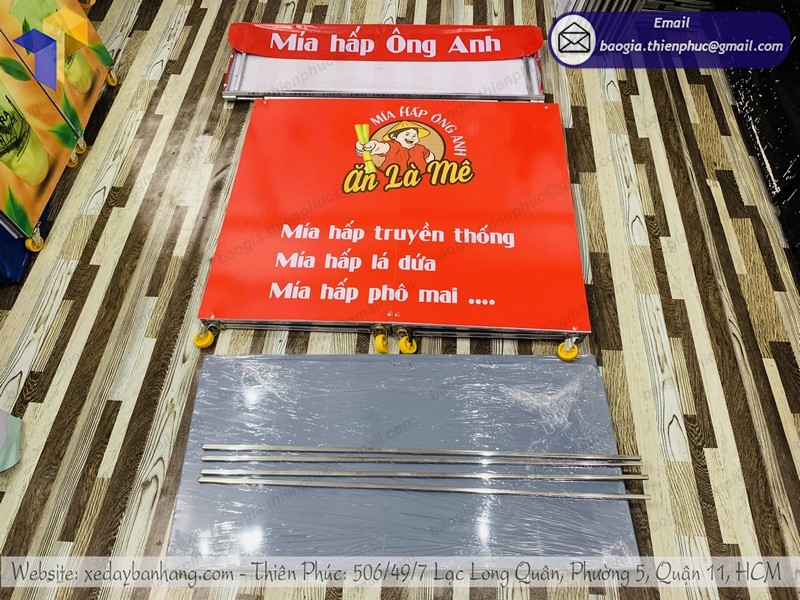 Mía hấp Ông Anh
Email
baogia.thienphuc@gmail.com
MÍA HẤP ÔNG ANH
Ăn Là Mê
Mía hấp truyền thống
Mía hấp lá dứa
Mía hấp phô mai ....
Website: xedaybanhang.com - Thiên Phúc: 506/49/7 Lạc Long Quân, Phường 5, Quận 11, HCM